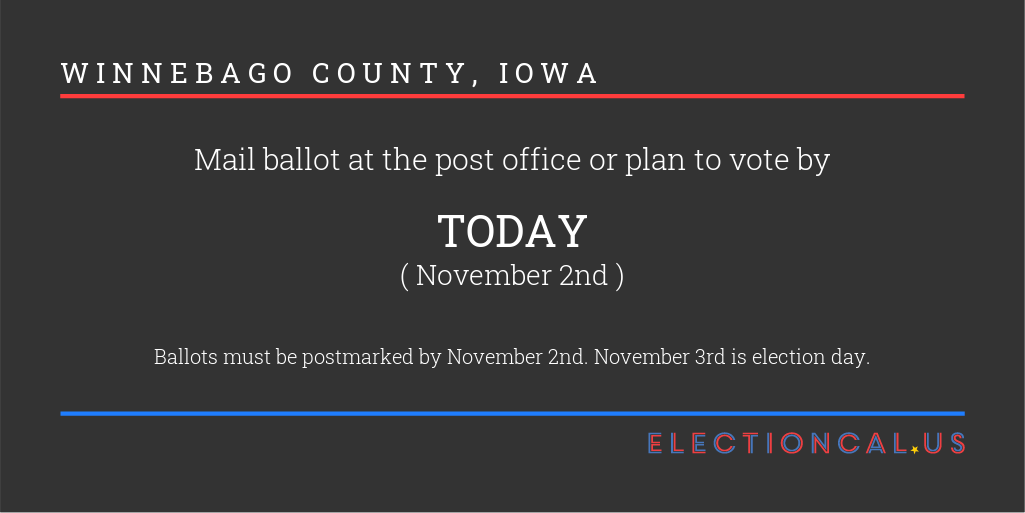 WINNEBAGO COUNTY, IOWA
Mail ballot at the post office or plan to vote by
TODAY
( November 2nd )
Ballots must be postmarked by November 2nd. November 3rd is election day.
ELECTIONCAL.US